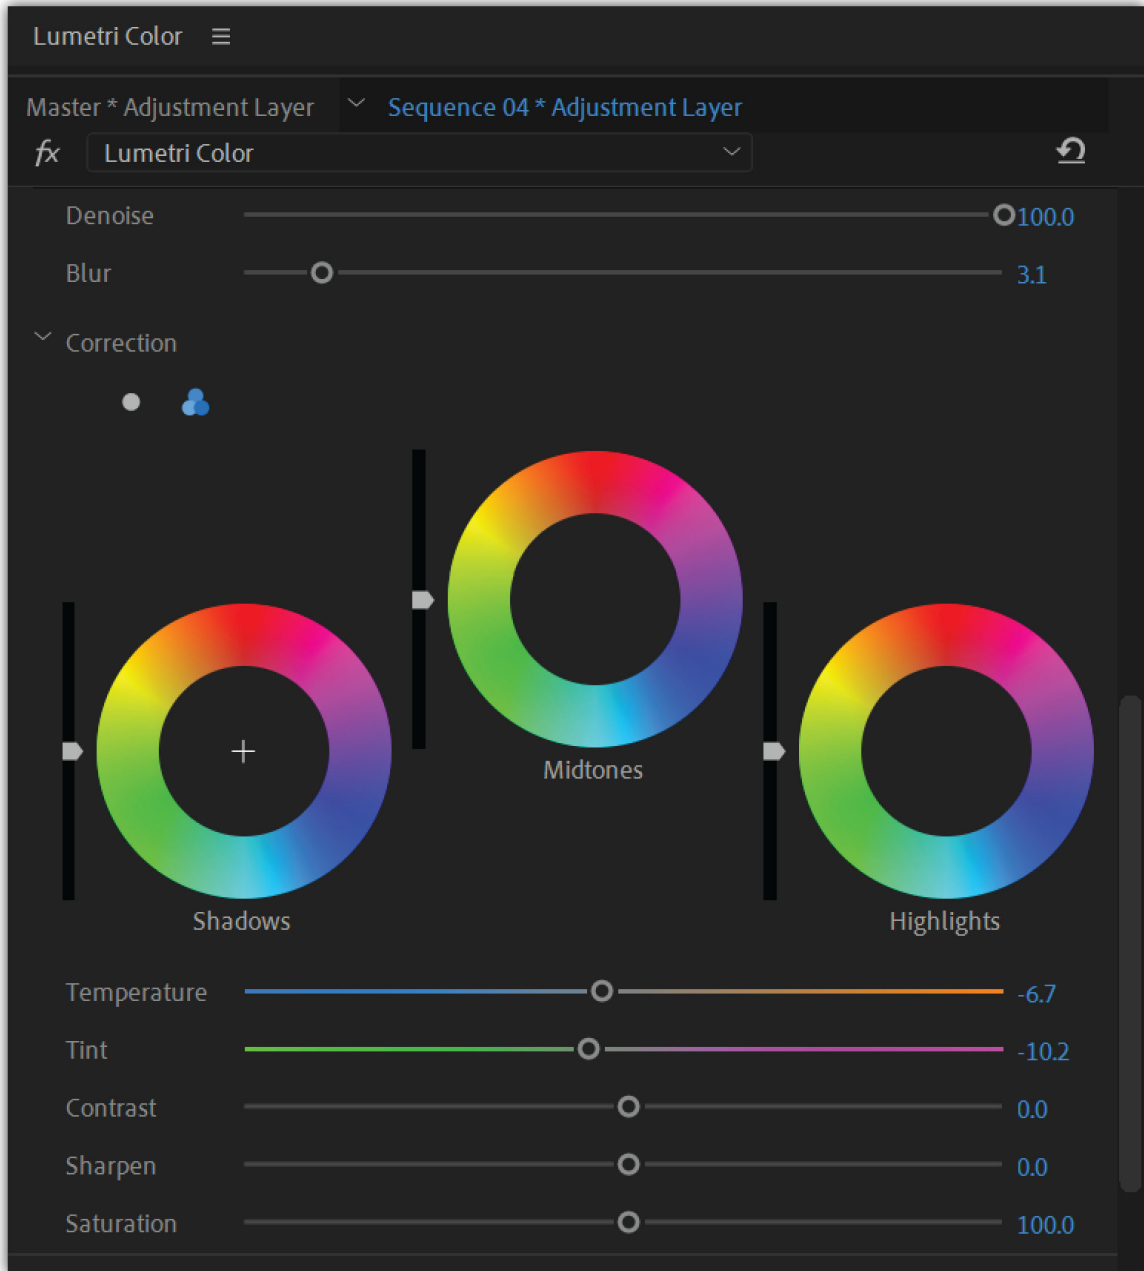 Lumetri Color
Master * Adjustment Layer Sequence 04 * Adjustment Layer
fx Lumetri Color
Denoise 100.0
Blur 3.1
Correction
Midtones
Shadows Highlights
Temperature -6.7
Tint -10.2
Contrast 0.0
Sharpen 0.0
Saturation 100.0